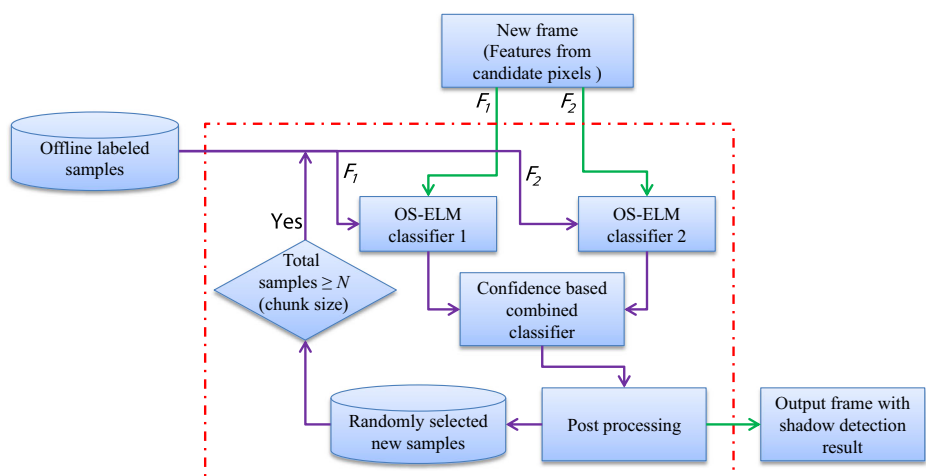 New frame
(Features from
candidate pixels )
F1
F2
Offline labeled
samples
F1
F2
Yes
OS-ELM
classifier 1
OS-ELM
classifier 2
Total
samples ≥ N
(chunk size)
Confidence based
combined
classifier
Randomly selected
new samples
Post processing
Output frame with
shadow detection
result